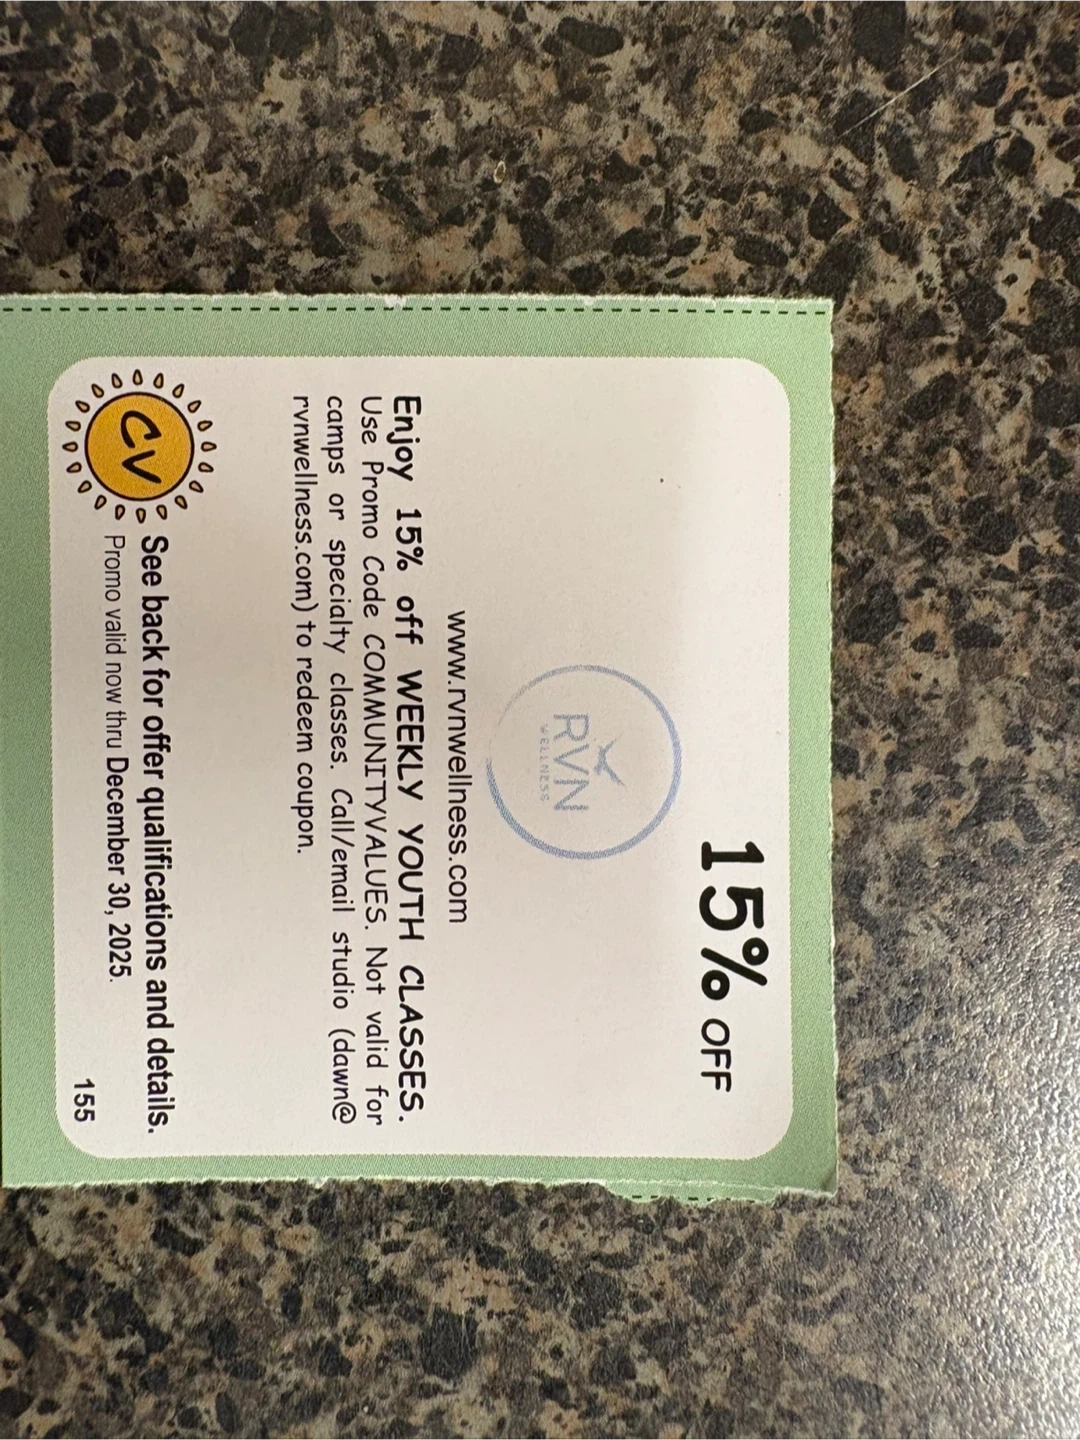 15% OFF
RVN
WELLNESS
www.rvnwellness.com
Enjoy 15% off WEEKLY YOUTH CLASSES.
Use Promo Code COMMUNITYVALUES. Not valid for
camps or specialty classes. Call/email studio (dawn@
rvnwellness.com) to redeem coupon.
CV
See back for offer qualifications and details.
Promo valid now thru December 30, 2025.
155